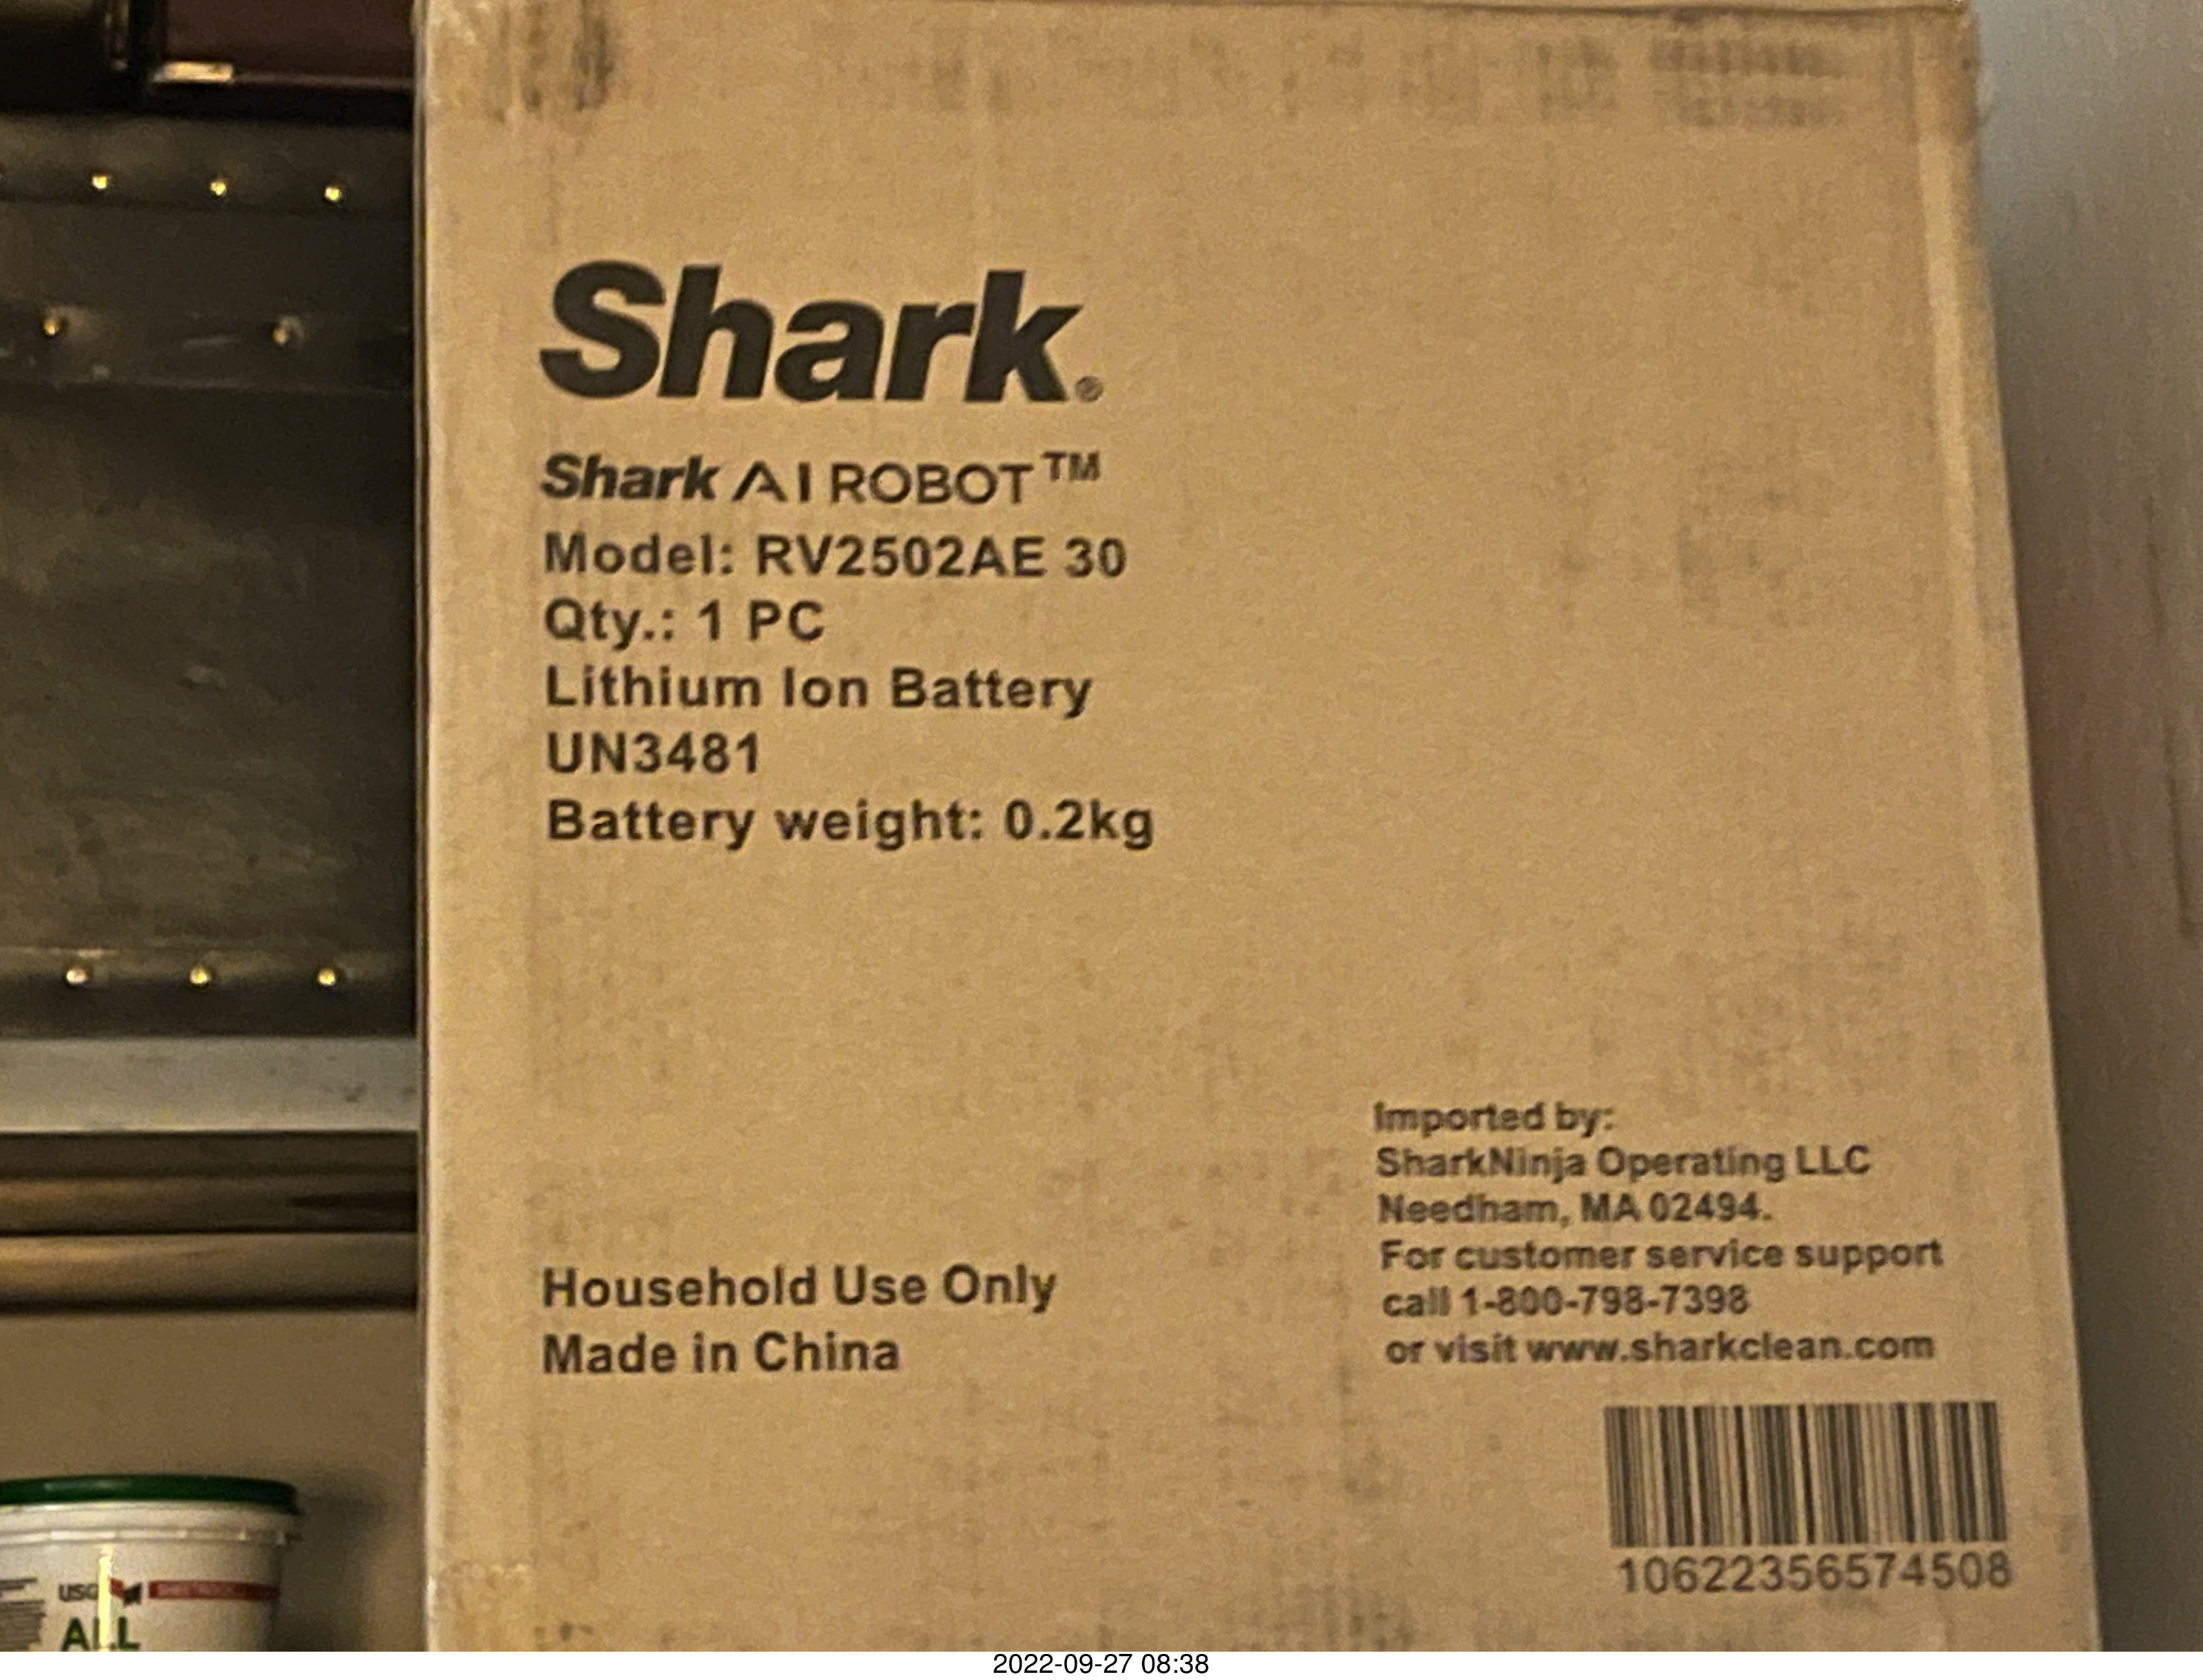 Shark®
Shark AI ROBOT™
Model: RV2502AE 30
Qty.: 1 PC
Lithium Ion Battery
UN3481
Battery weight: 0.2kg
Imported by:
SharkNinja Operating LLC
Needham, MA 02494.
For customer service support
call 1-800-798-7398
or visit www.sharkclean.com
Household Use Only
Made in China
10622356574508
USG
ALL
2022-09-27 08:38